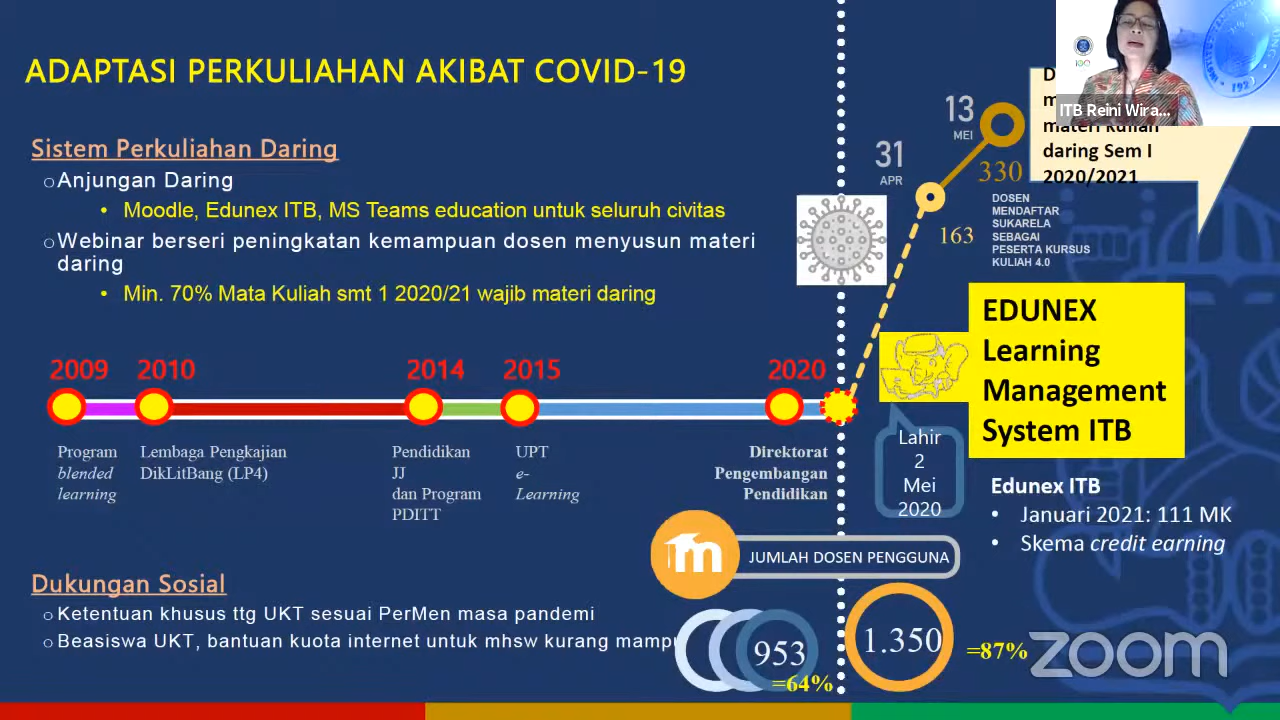 ADAPTASI PERKULIAHAN AKIBAT COVID-19
Sistem Perkuliahan Daring
Anjungan Daring
Moodle, Edunex ITB, MS Teams education untuk seluruh civitas
Webinar berseri peningkatan kemampuan dosen menyusun materi
daring
Min. 70% Mata Kuliah smt 1 2020/21 wajib materi daring
2009
2010
2014
2015
2020
Program
blended
learning
Lembaga Pengkajian
DikLitBang (LP4)
Pendidikan
JJ
dan Program
PDITT
UPT
e-
Learning
Direktorat
Pengembangan
Pendidikan
Dukungan Sosial
Ketentuan khusus ttg UKT sesuai PerMen masa pandemi
Beasiswa UKT, bantuan kuota internet untuk mhsw kurang mampu
JUMLAH DOSEN PENGGUNA
953
=64%
1.350
=87%
31
APR
163
13
MEI
330
DOSEN
MENDAFTAR
SUKARELA
SEBAGAI
PESERTA KURSUS
KULIAH 4.0
materi kuliah
daring Sem I
2020/2021
ITB Reini Wira...
EDUNEX
Learning
Management
System ITB
Lahir
2
Mei
2020
Edunex ITB
Januari 2021: 111 MK
Skema credit earning
zoom